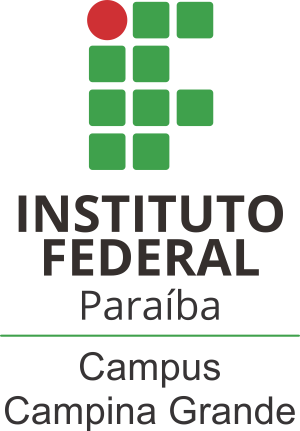 INSTITUTO
FEDERAL
Paraíba
Campus
Campina Grande